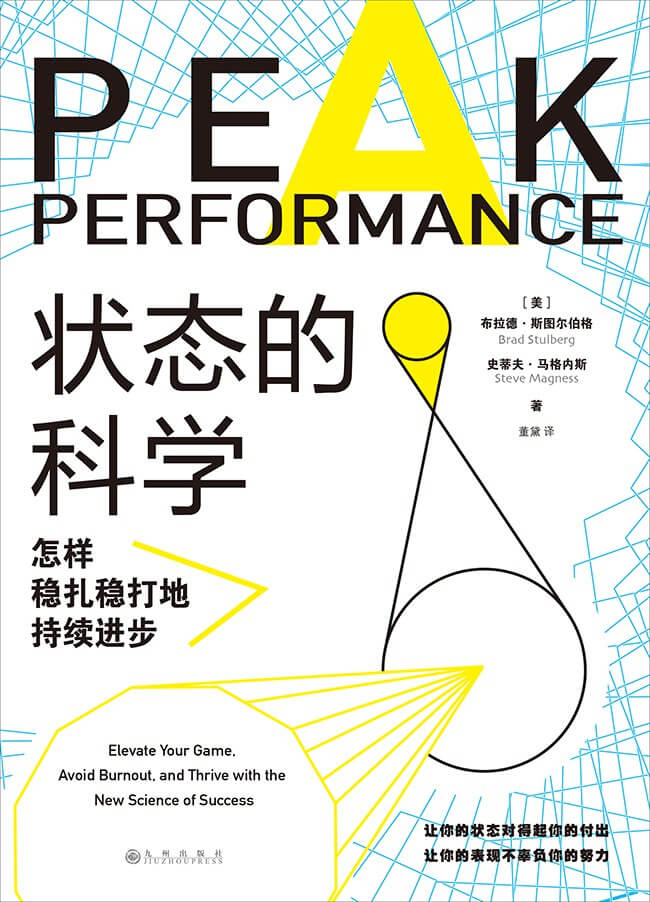 PEAK
PERFORMANCE
状态的
科学
怎样
稳扎稳打地
持续进步
[美]
布拉德·斯图尔伯格
Brad Stulberg
史蒂夫·马格内斯
Steve Magness
著
董黛 译
Elevate Your Game,
Avoid Burnout, and Thrive with the
New Science of Success
九州出版社
JIUZHOUPRESS
让你的状态对得起你的付出
让你的表现不辜负你的努力